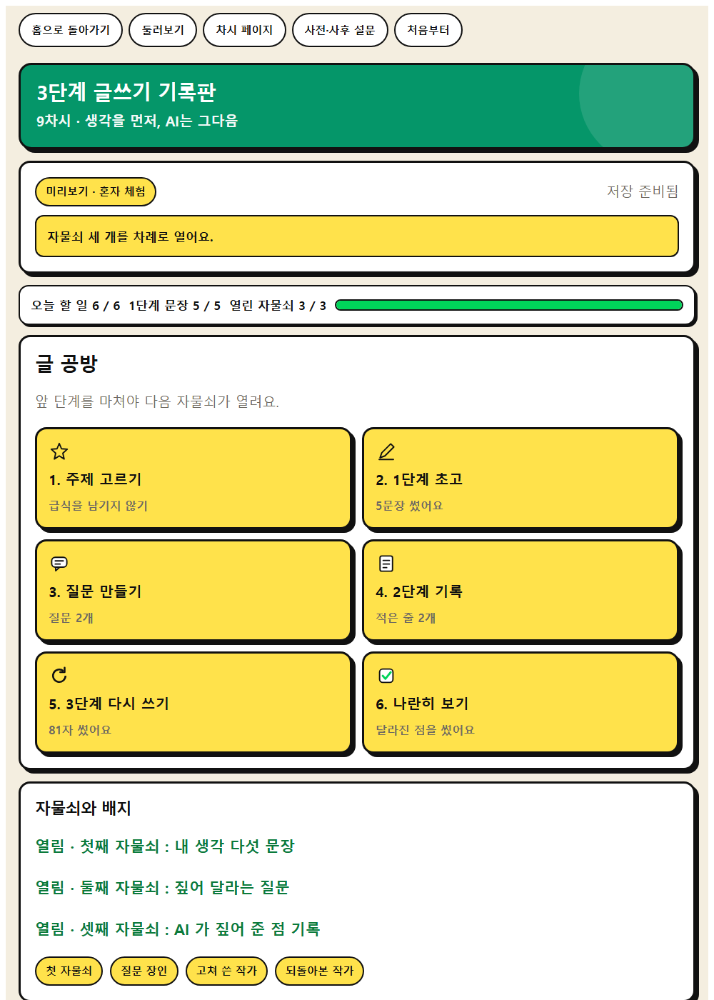 홈으로 돌아가기 둘러보기 차시 페이지 사전·사후 설문 처음부터
3단계 글쓰기 기록판
9차시 · 생각을 먼저, AI는 그다음
미리보기 · 혼자 체험 저장 준비됨
자물쇠 세 개를 차례로 열어요.
오늘 할 일 6 / 6 1단계 문장 5 / 5 열린 자물쇠 3 / 3
글 공방
앞 단계를 마쳐야 다음 자물쇠가 열려요.
1. 주제 고르기
급식을 남기지 않기
2. 1단계 초고
5문장 썼어요
3. 질문 만들기
질문 2개
4. 2단계 기록
적은 줄 2개
5. 3단계 다시 쓰기
81자 썼어요
6. 나란히 보기
달라진 점을 썼어요
자물쇠와 배지
열림 · 첫째 자물쇠 : 내 생각 다섯 문장
열림 · 둘째 자물쇠 : 짚어 달라는 질문
열림 · 셋째 자물쇠 : AI 가 짚어 준 점 기록
첫 자물쇠 질문 장인 고쳐 쓴 작가 되돌아본 작가